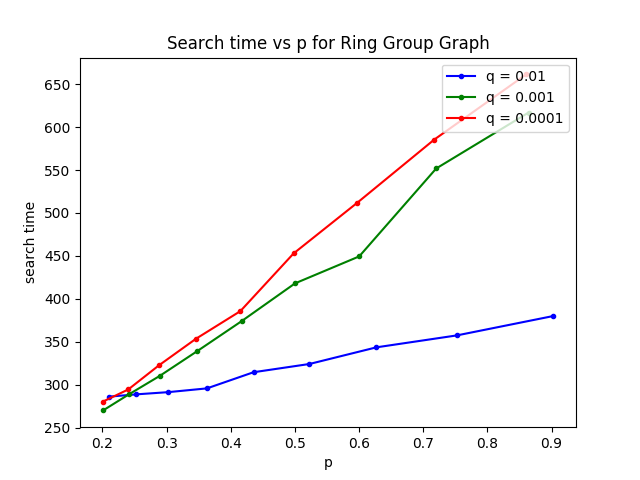 Search time vs p for Ring Group Graph
search time
650
600
550
500
450
400
350
300
250
0.2 0.3 0.4 0.5 0.6 0.7 0.8 0.9
p
q = 0.01
q = 0.001
q = 0.0001